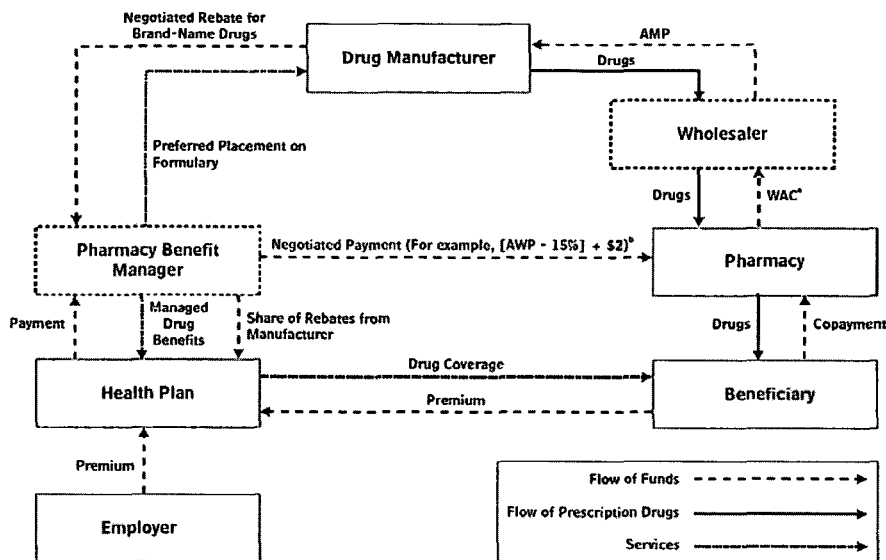 Negotiated Rebate for
Brand-Name Drugs
Drug Manufacturer
AMP
Drugs
Wholesaler
Preferred Placement on
Formulary
Drugs
WACª
Pharmacy Benefit
Manager
Negotiated Payment (For example, [AWP - 15%] + $2)ᵇ
Pharmacy
Payment
Managed
Drug
Benefits
Share of Rebates from
Manufacturer
Drugs
Copayment
Health Plan
Drug Coverage
Premium
Beneficiary
Premium
Employer
Flow of Funds
Flow of Prescription Drugs
Services